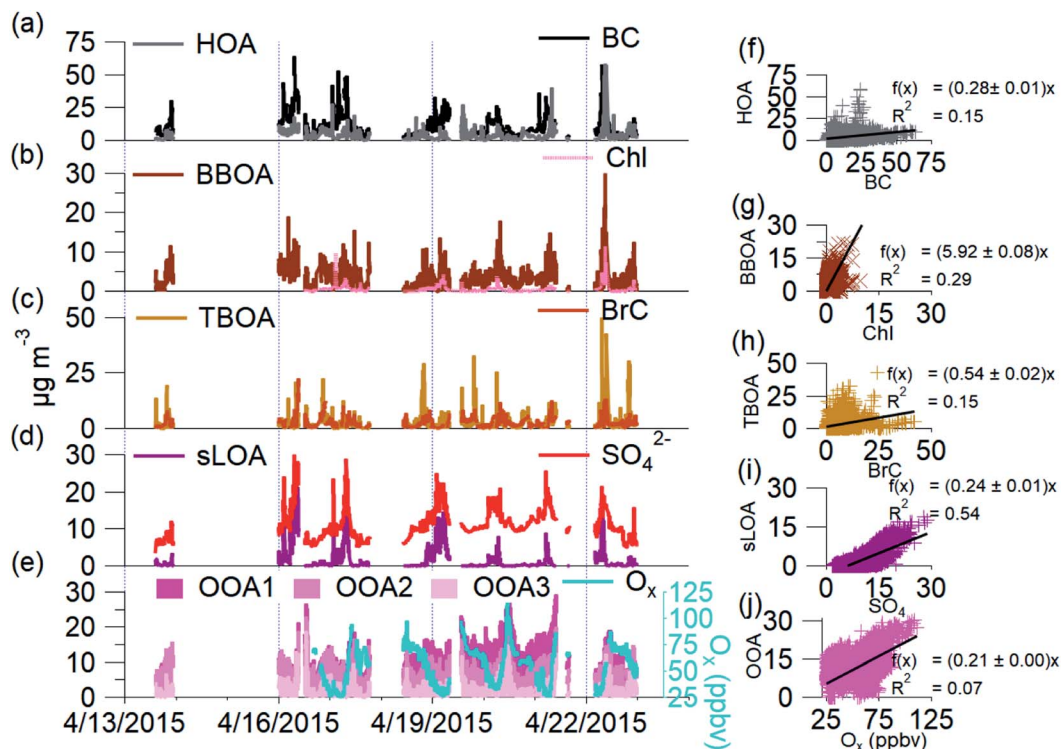 (a)
75
50
25
0
HOA
BC
(b)
30
20
10
0
BBOA
Chl
(c)
50
25
0
TBOA
BrC
µg m⁻³
(d)
30
20
10
0
sLOA
SO₄²⁻
(e)
30
20
10
0
OOA1
OOA2
OOA3
Oₓ
125
100
75
50
25
Oₓ (ppbv)
4/13/2015
4/16/2015
4/19/2015
4/22/2015
(f)
75
50
25
0
HOA
f(x) = (0.28± 0.01)x
R² = 0.15
0 25 50 75
BC
(g)
30
15
0
BBOA
f(x) = (5.92 ± 0.08)x
R² = 0.29
0 15 30
Chl
(h)
50
25
0
TBOA
f(x) = (0.54 ± 0.02)x
R² = 0.15
0 25 50
BrC
(i)
30
15
0
sLOA
f(x) = (0.24 ± 0.01)x
R² = 0.54
0 15 30
SO₄
(j)
30
20
10
0
OOA
f(x) = (0.21 ± 0.00)x
R² = 0.07
25 75 125
Oₓ (ppbv)